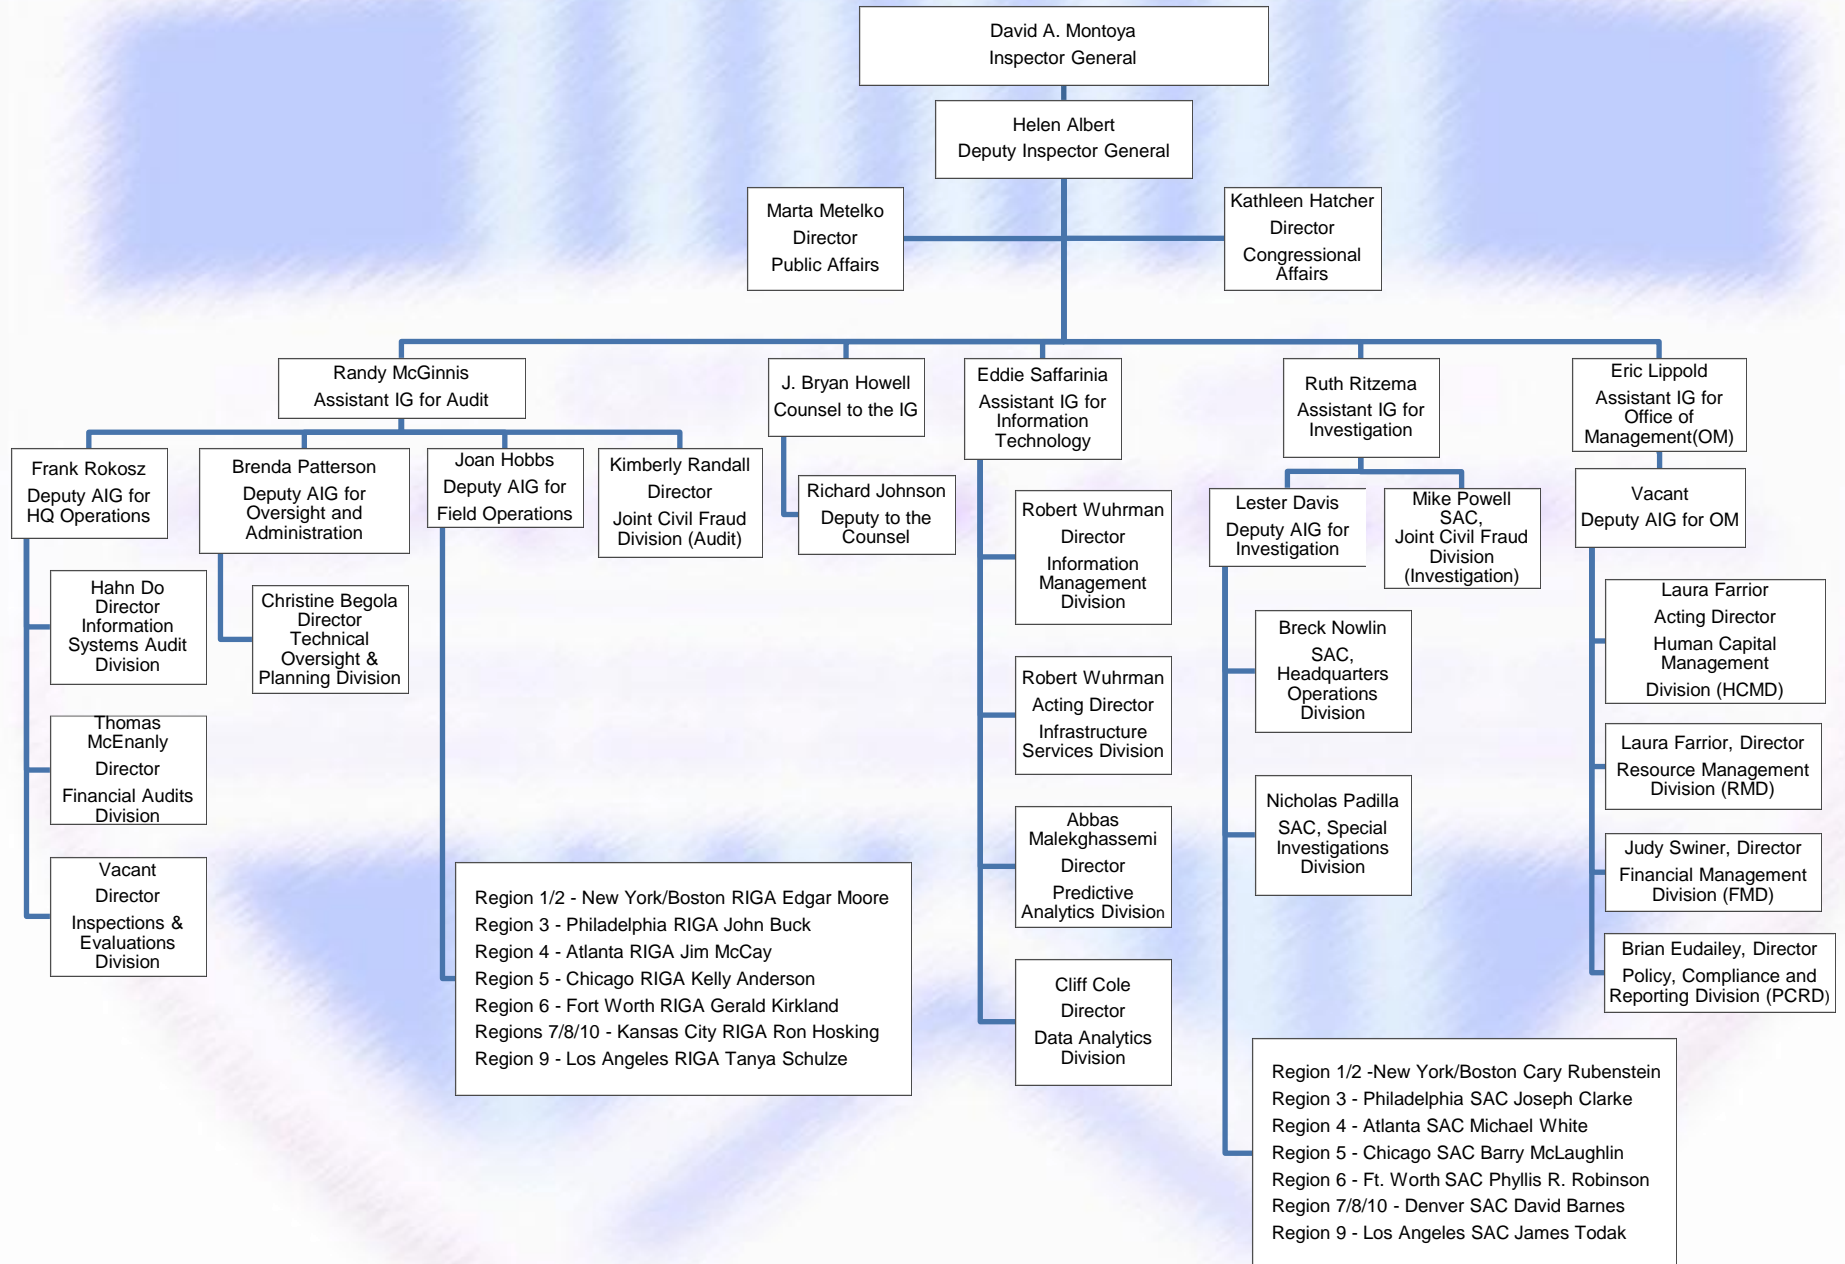 David A. Montoya
Inspector General
Helen Albert
Deputy Inspector General
Marta Metelko
Director
Public Affairs
Kathleen Hatcher
Director
Congressional
Affairs
Randy McGinnis
Assistant IG for Audit
J. Bryan Howell
Counsel to the IG
Eddie Saffarinia
Assistant IG for
Information
Technology
Ruth Ritzema
Assistant IG for
Investigation
Eric Lippold
Assistant IG for
Office of
Management(OM)
Frank Rokosz
Deputy AIG for
HQ Operations
Brenda Patterson
Deputy AIG for
Oversight and
Administration
Joan Hobbs
Deputy AIG for
Field Operations
Kimberly Randall
Director
Joint Civil Fraud
Division (Audit)
Richard Johnson
Deputy to the
Counsel
Robert Wuhrman
Director
Information
Management
Division
Lester Davis
Deputy AIG for
Investigation
Mike Powell
SAC,
Joint Civil Fraud
Division
(Investigation)
Vacant
Deputy AIG for OM
Hahn Do
Director
Information
Systems Audit
Division
Christine Begola
Director
Technical
Oversight &
Planning Division
Breck Nowlin
SAC,
Headquarters
Operations
Division
Laura Farrior
Acting Director
Human Capital
Management
Division (HCMD)
Thomas
McEnanly
Director
Financial Audits
Division
Robert Wuhrman
Acting Director
Infrastructure
Services Division
Nicholas Padilla
SAC, Special
Investigations
Division
Laura Farrior, Director
Resource Management
Division (RMD)
Vacant
Director
Inspections &
Evaluations
Division
Region 1/2 - New York/Boston RIGA Edgar Moore
Region 3 - Philadelphia RIGA John Buck
Region 4 - Atlanta RIGA Jim McCay
Region 5 - Chicago RIGA Kelly Anderson
Region 6 - Fort Worth RIGA Gerald Kirkland
Regions 7/8/10 - Kansas City RIGA Ron Hosking
Region 9 - Los Angeles RIGA Tanya Schulze
Abbas
Malekghassemi
Director
Predictive
Analytics Division
Judy Swiner, Director
Financial Management
Division (FMD)
Cliff Cole
Director
Data Analytics
Division
Brian Eudailey, Director
Policy, Compliance and
Reporting Division (PCRD)
Region 1/2 -New York/Boston Cary Rubenstein
Region 3 - Philadelphia SAC Joseph Clarke
Region 4 - Atlanta SAC Michael White
Region 5 - Chicago SAC Barry McLaughlin
Region 6 - Ft. Worth SAC Phyllis R. Robinson
Region 7/8/10 - Denver SAC David Barnes
Region 9 - Los Angeles SAC James Todak